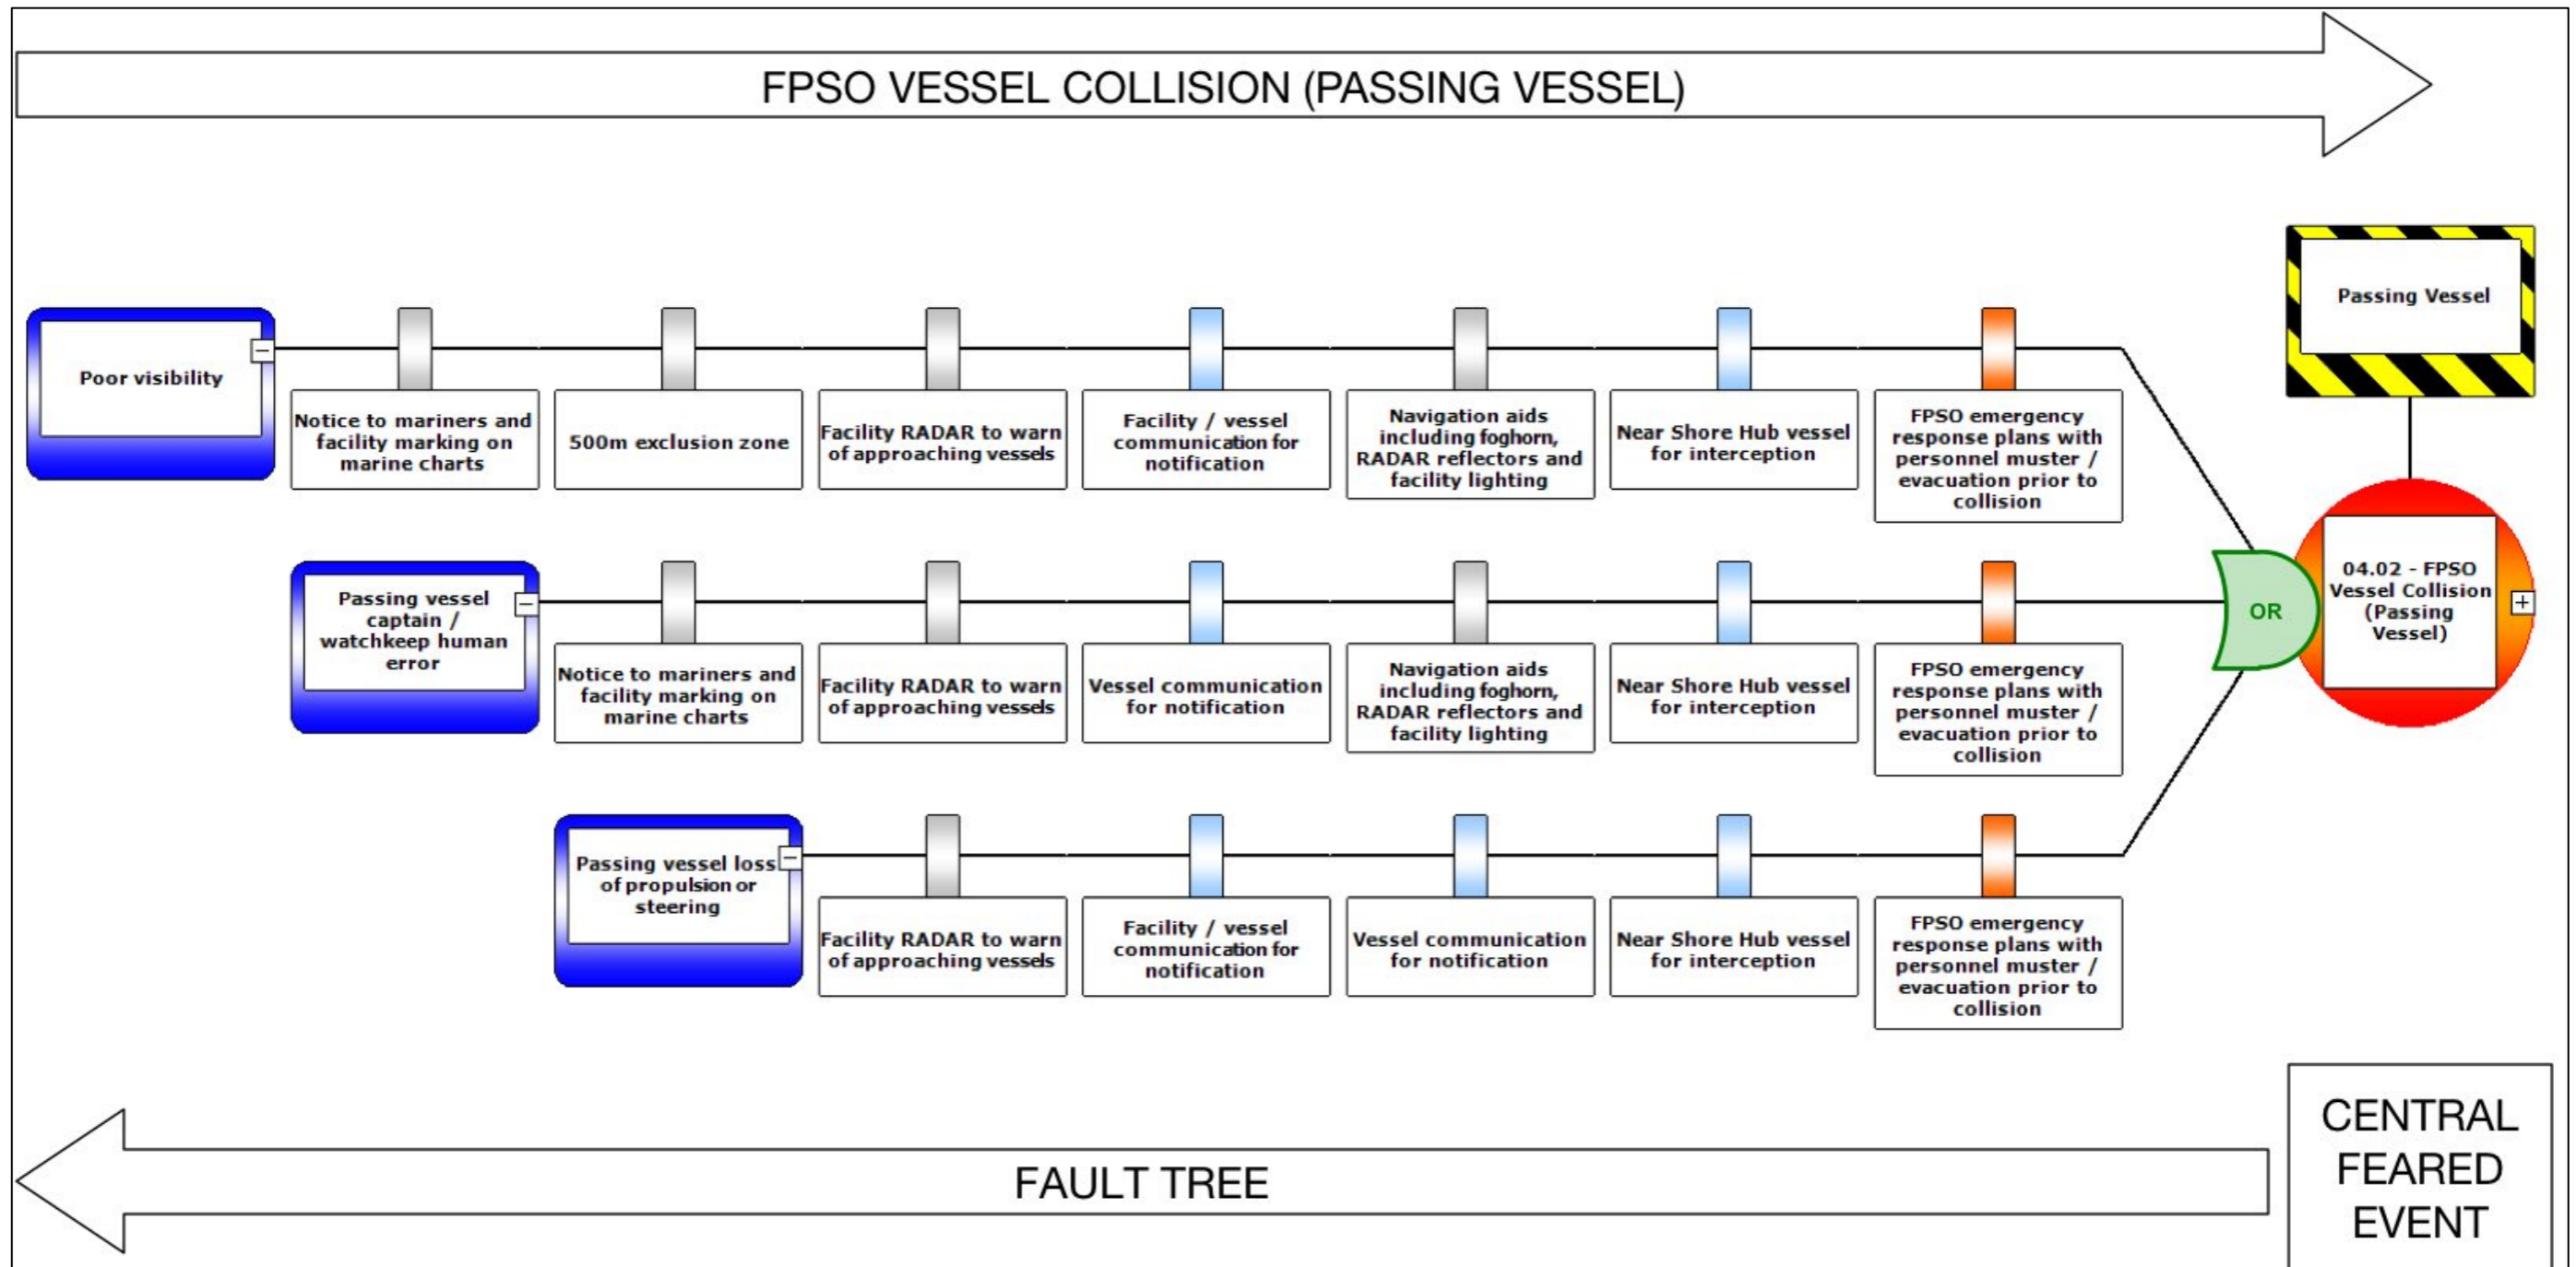 FPSO VESSEL COLLISION (PASSING VESSEL)
Passing Vessel
Poor visibility
Notice to mariners and
facility marking on
marine charts
500m exclusion zone
Facility RADAR to warn
of approaching vessels
Facility / vessel
communication for
notification
Navigation aids
including foghorn,
RADAR reflectors and
facility lighting
Near Shore Hub vessel
for interception
FPSO emergency
response plans with
personnel muster /
evacuation prior to
collision
Passing vessel
captain /
watchkeep human
error
Notice to mariners and
facility marking on
marine charts
Facility RADAR to warn
of approaching vessels
Vessel communication
for notification
Navigation aids
including foghorn,
RADAR reflectors and
facility lighting
Near Shore Hub vessel
for interception
FPSO emergency
response plans with
personnel muster /
evacuation prior to
collision
OR
04.02 - FPSO
Vessel Collision
(Passing
Vessel)
Passing vessel loss
of propulsion or
steering
Facility RADAR to warn
of approaching vessels
Facility / vessel
communication for
notification
Vessel communication
for notification
Near Shore Hub vessel
for interception
FPSO emergency
response plans with
personnel muster /
evacuation prior to
collision
FAULT TREE
CENTRAL
FEARED
EVENT